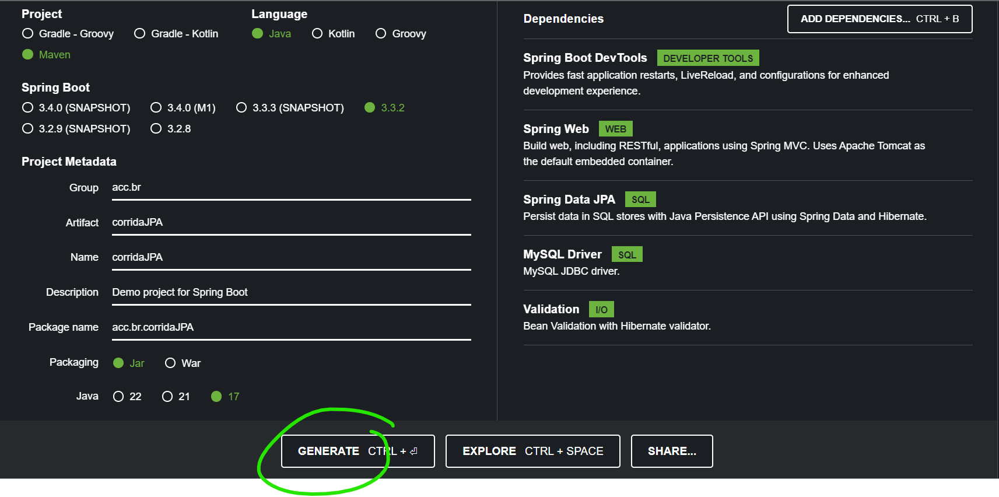 Project
Gradle - Groovy Gradle - Kotlin
Maven
Language
Java Kotlin Groovy
Spring Boot
3.4.0 (SNAPSHOT) 3.4.0 (M1) 3.3.3 (SNAPSHOT) 3.3.2
3.2.9 (SNAPSHOT) 3.2.8
Project Metadata
Group acc.br
Artifact corridaJPA
Name corridaJPA
Description Demo project for Spring Boot
Package name acc.br.corridaJPA
Packaging Jar War
Java 22 21 17
Dependencies ADD DEPENDENCIES... CTRL + B
Spring Boot DevTools DEVELOPER TOOLS
Provides fast application restarts, LiveReload, and configurations for enhanced
development experience.
Spring Web WEB
Build web, including RESTful, applications using Spring MVC. Uses Apache Tomcat as
the default embedded container.
Spring Data JPA SQL
Persist data in SQL stores with Java Persistence API using Spring Data and Hibernate.
MySQL Driver SQL
MySQL JDBC driver.
Validation I/O
Bean Validation with Hibernate validator.
GENERATE CTRL + ⏎ EXPLORE CTRL + SPACE SHARE...